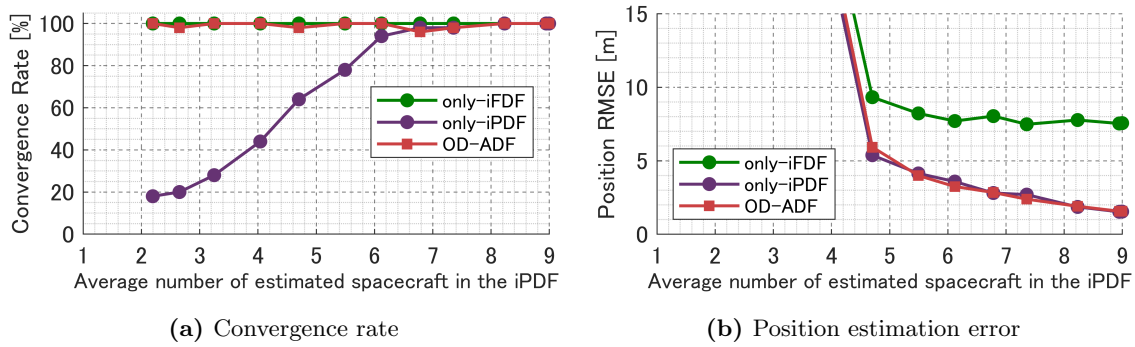 Convergence Rate [%]
100
80
60
40
20
0
only-iFDF
only-iPDF
OD-ADF
1 2 3 4 5 6 7 8 9
Average number of estimated spacecraft in the iPDF
(a) Convergence rate
Position RMSE [m]
15
10
5
0
only-iFDF
only-iPDF
OD-ADF
1 2 3 4 5 6 7 8 9
Average number of estimated spacecraft in the iPDF
(b) Position estimation error